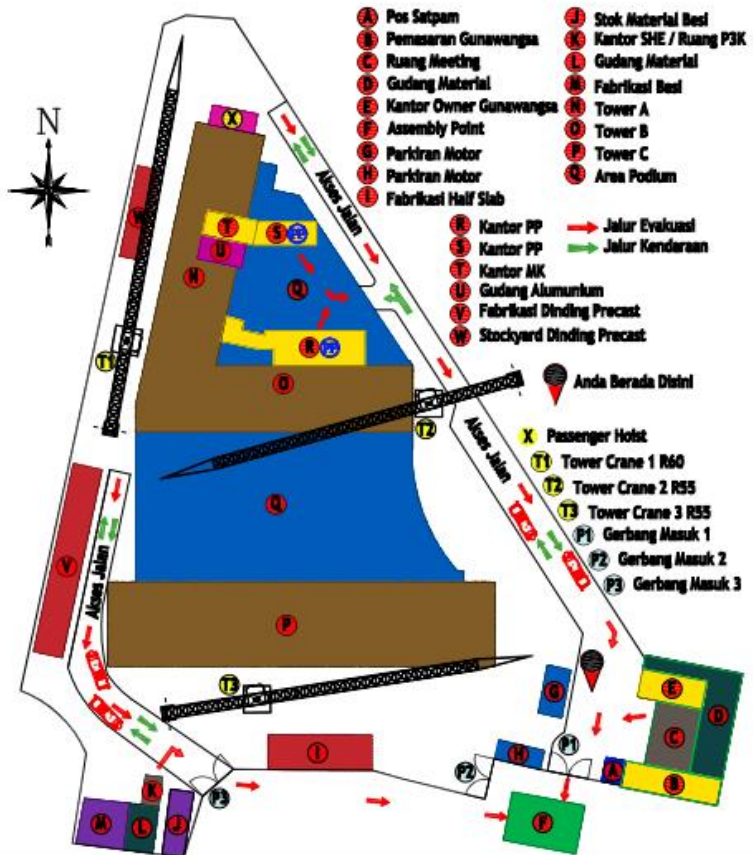 A Pos Satpam
B Pemasaran Gunawangsa
C Ruang Meeting
D Gudang Material
E Kantor Owner Gunawangsa
F Assembly Point
G Parkiran Motor
H Parkiran Motor
I Fabrikasi Half Slab
J Stok Material Besi
K Kantor SHE / Ruang P3K
L Gudang Material
M Fabrikasi Besi
N Tower A
O Tower B
P Tower C
Q Area Podium
R Kantor PP
S Kantor PP
T Kantor MK
U Gudang Alumunium
V Fabrikasi Dinding Precast
W Stockyard Dinding Precast
Jalur Evakuasi
Jalur Kendaraan
Anda Berada Disini
X Passenger Hoist
T1 Tower Crane 1 R60
T2 Tower Crane 2 R55
T3 Tower Crane 3 R55
P1 Gerbang Masuk 1
P2 Gerbang Masuk 2
P3 Gerbang Masuk 3
N
X
Akses Jalan
W
T
S PP
U
N
Q
R PP
T1
O
T2
Akses Jalan
Q
V
Akses Jalan
P
T3
G
E
D
C
I
H
P1
P2
A
B
P3
K
M
L
J
F